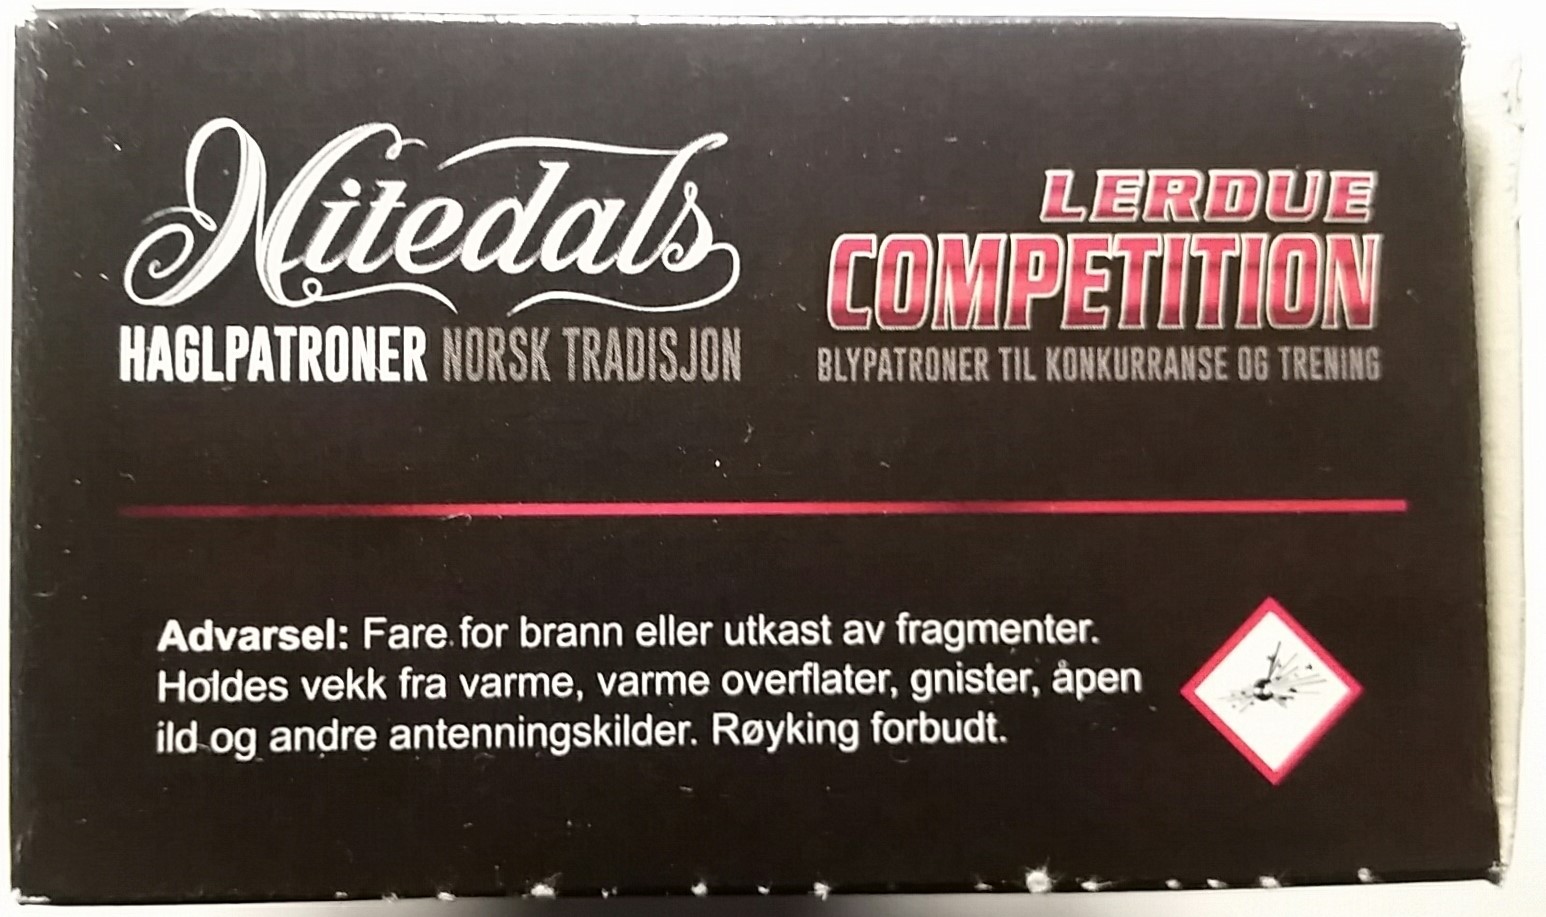 Nitedals
HAGLPATRONER NORSK TRADISJON
LERDUE
COMPETITION
BLYPATRONER TIL KONKURRANSE OG TRENING
Advarsel: Fare for brann eller utkast av fragmenter.
Holdes vekk fra varme, varme overflater, gnister, åpen
ild og andre antenningskilder. Røyking forbudt.